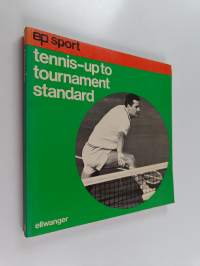 ep sport
tennis-up to
tournament
standard
ellwanger